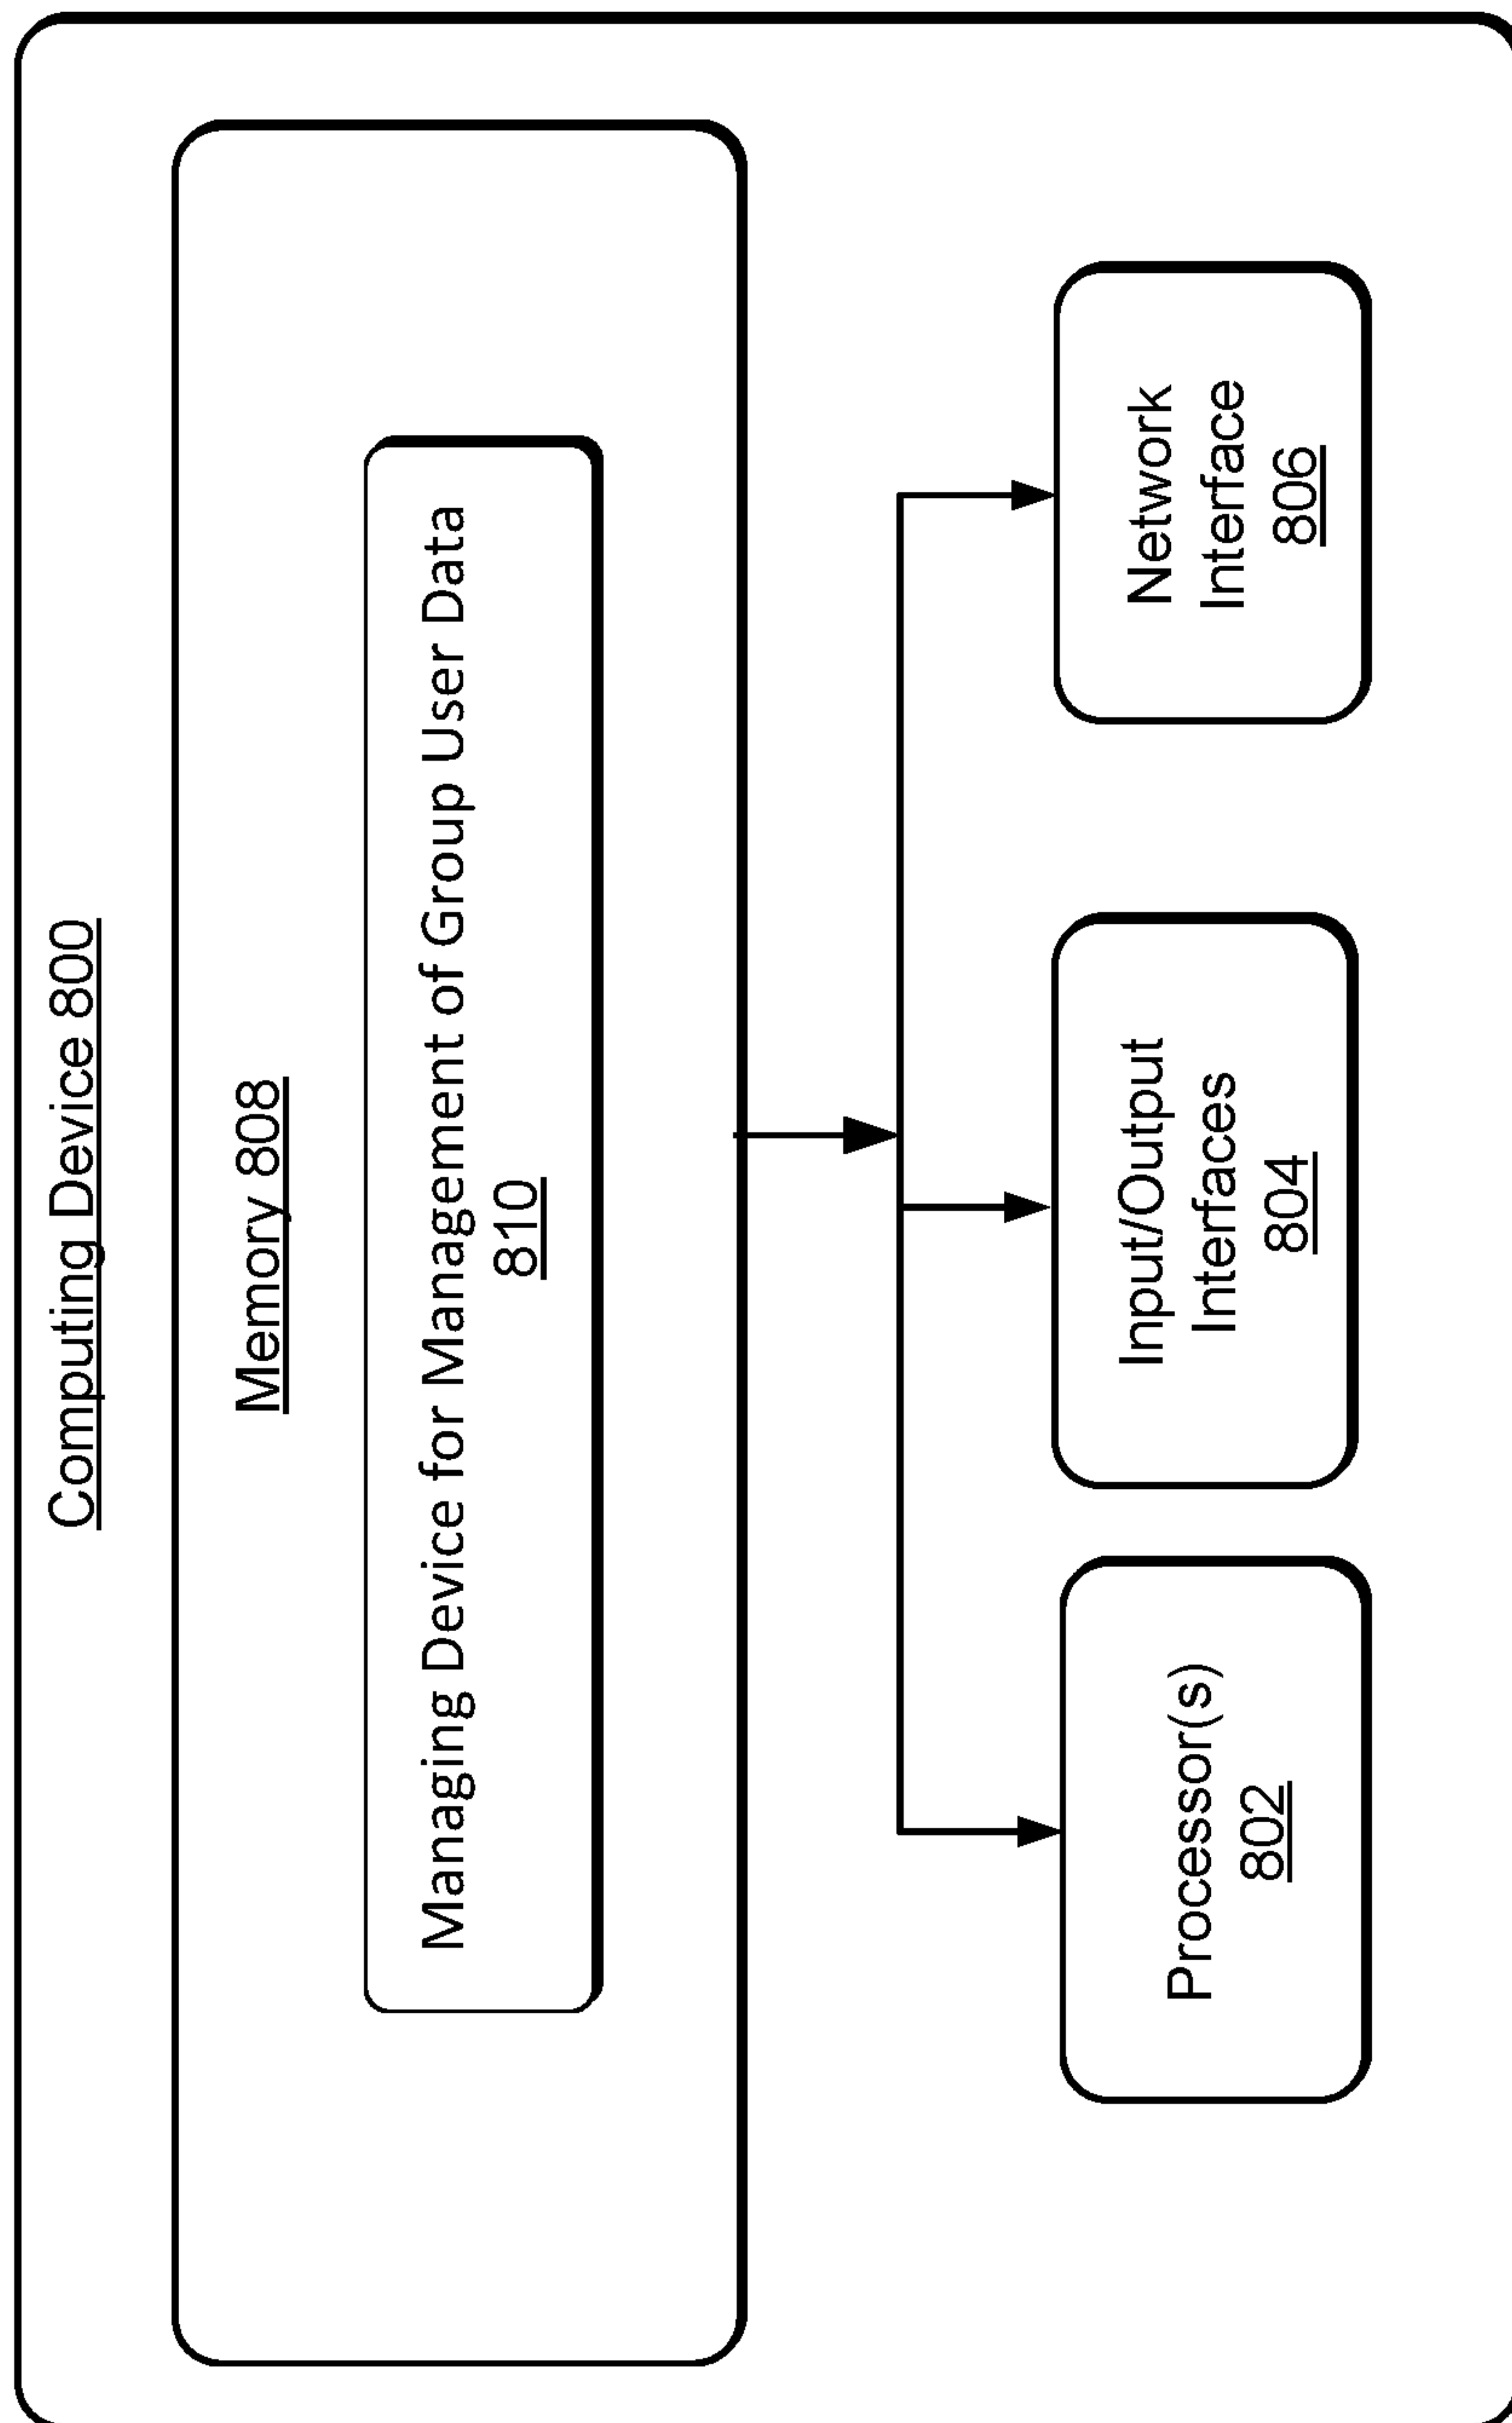 Computing Device 800
Memory 808
Managing Device for Management of Group User Data
810
Processor(s)
802
Input/Output
Interfaces
804
Network
Interface
806